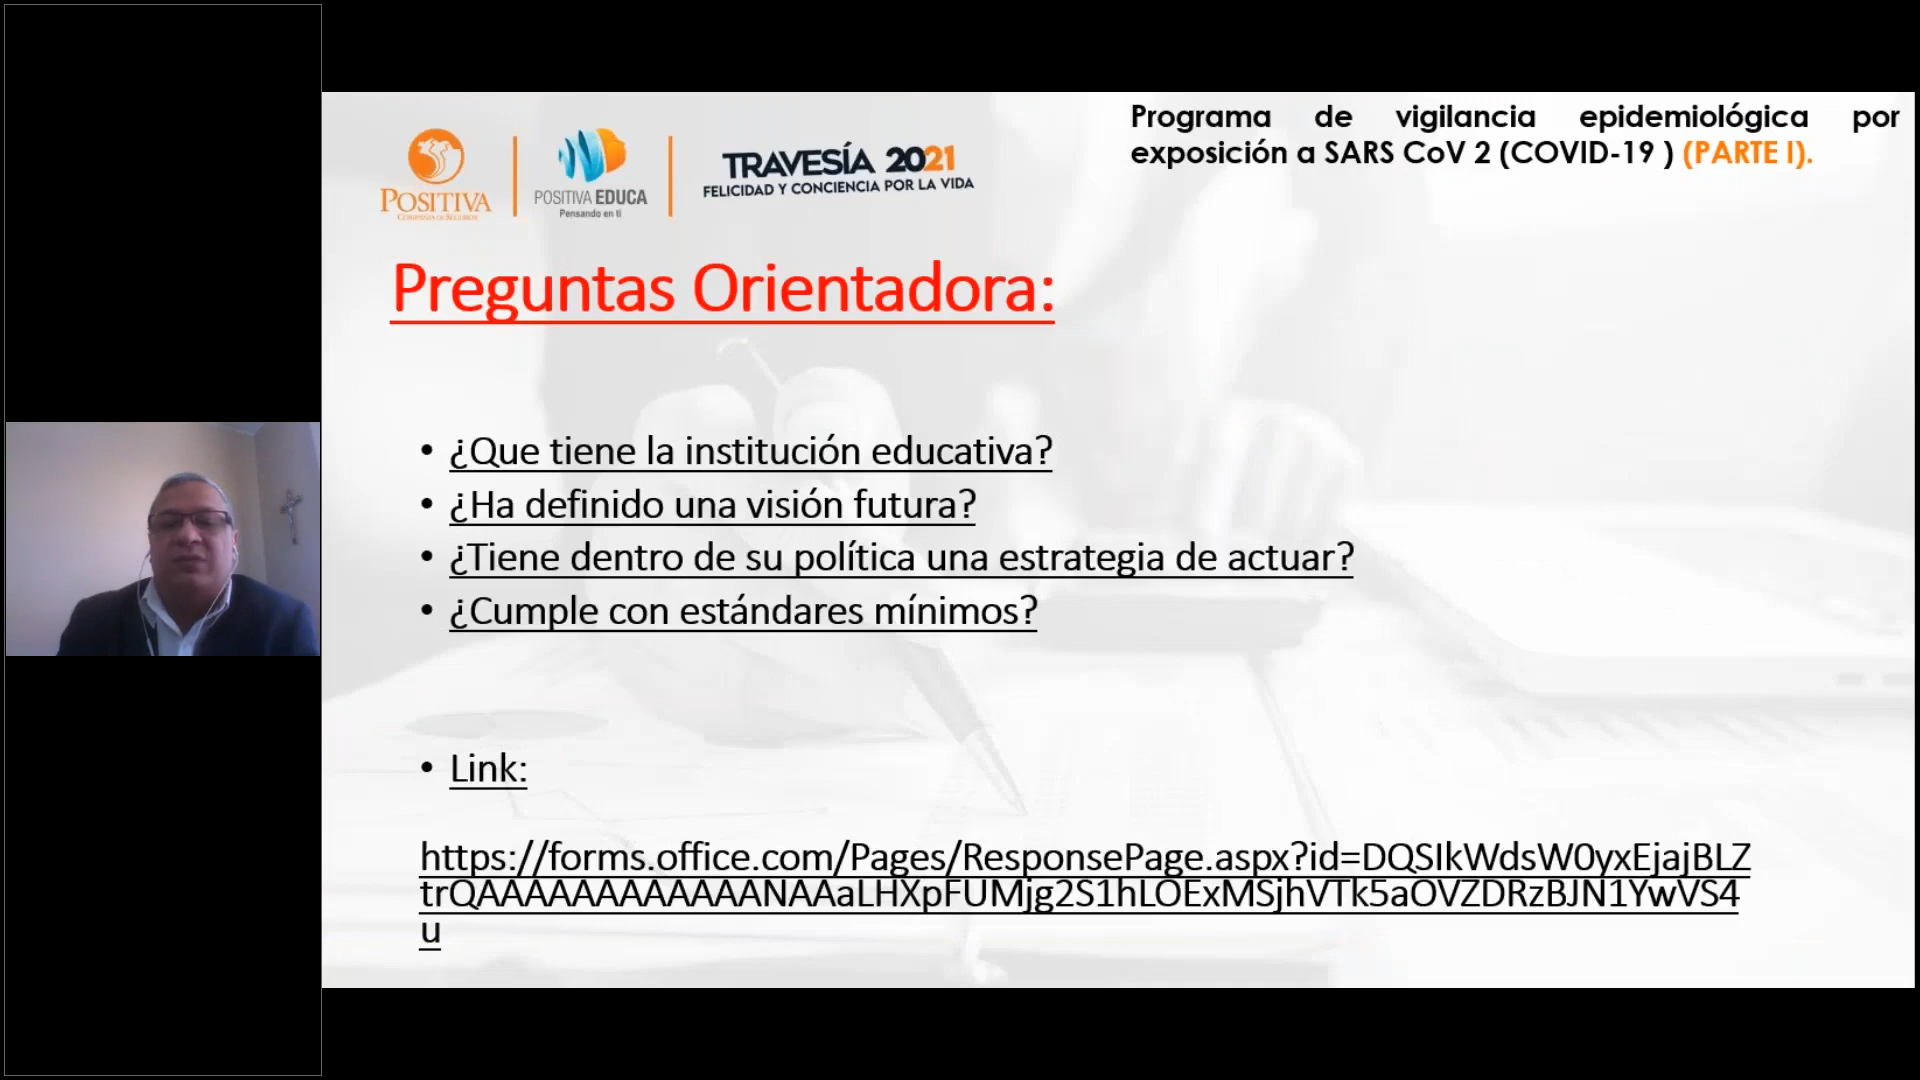 Programa de vigilancia epidemiológica por
exposición a SARS CoV 2 (COVID-19 ) (PARTE I).
POSITIVA
COMPAÑIA DE SEGUROS
POSITIVA EDUCA
Pensando en ti
TRAVESÍA 2021
FELICIDAD Y CONCIENCIA POR LA VIDA
Preguntas Orientadora:
• ¿Que tiene la institución educativa?
• ¿Ha definido una visión futura?
• ¿Tiene dentro de su política una estrategia de actuar?
• ¿Cumple con estándares mínimos?
• Link:
https://forms.office.com/Pages/ResponsePage.aspx?id=DQSIkWdsW0yxEjajBLZ
trQAAAAAAAAAAAANAAaLHXpFUMjg2S1hLOExMSjhVTk5aOVZDRzBJN1YwVS4
u